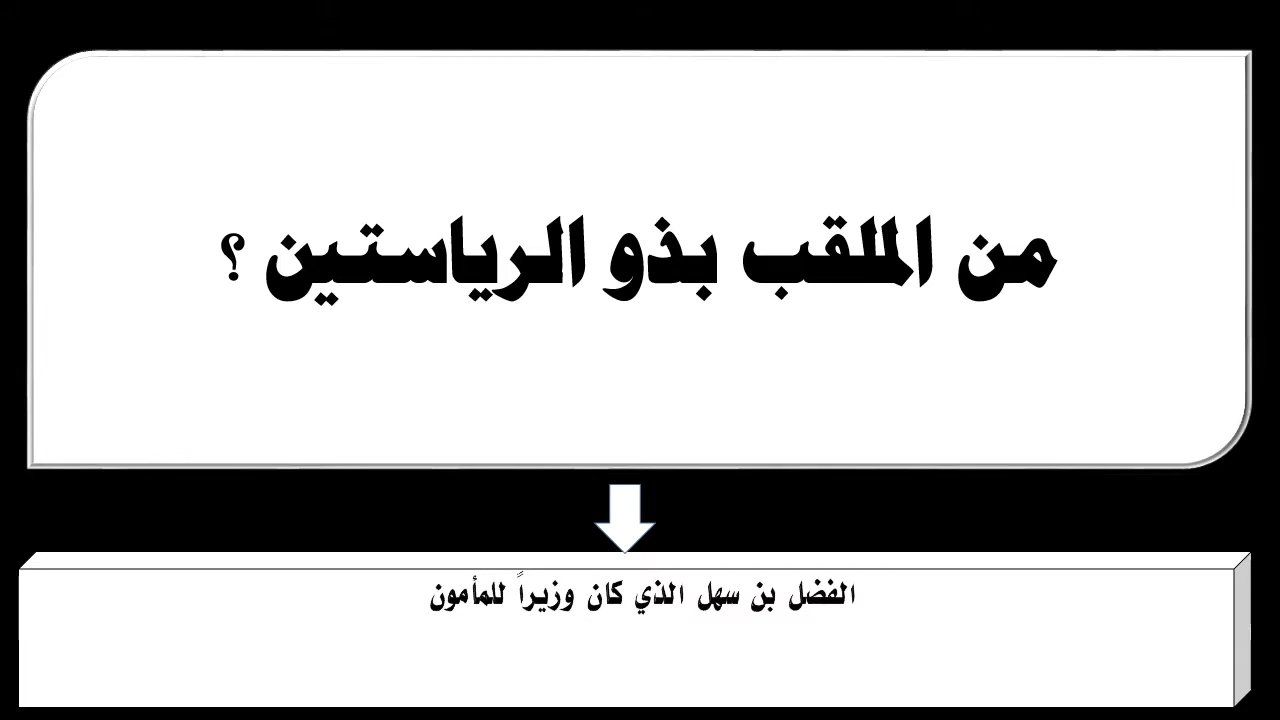 من الملقب بذو الرياستين ؟
الفضل بن سهل الذي كان وزيراً للمأمون